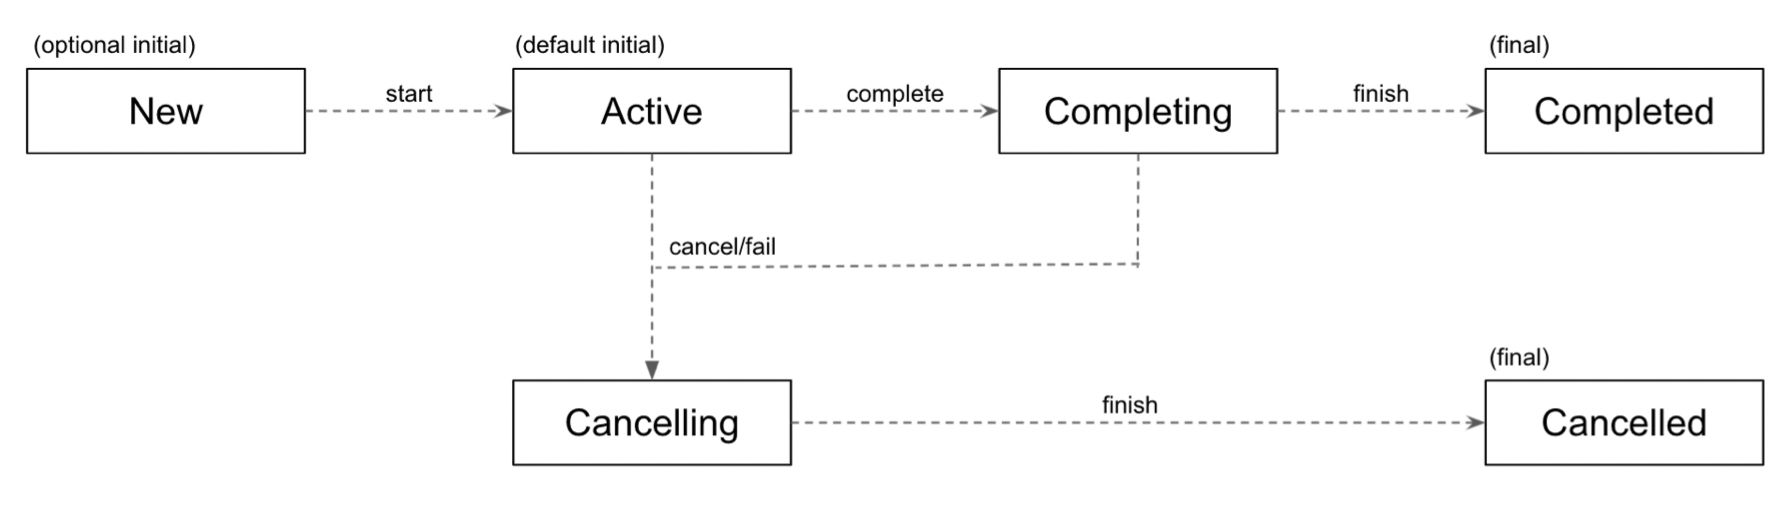 (optional initial)
(default initial)
(final)
New
start
Active
complete
Completing
finish
Completed
cancel/fail
(final)
Cancelling
finish
Cancelled